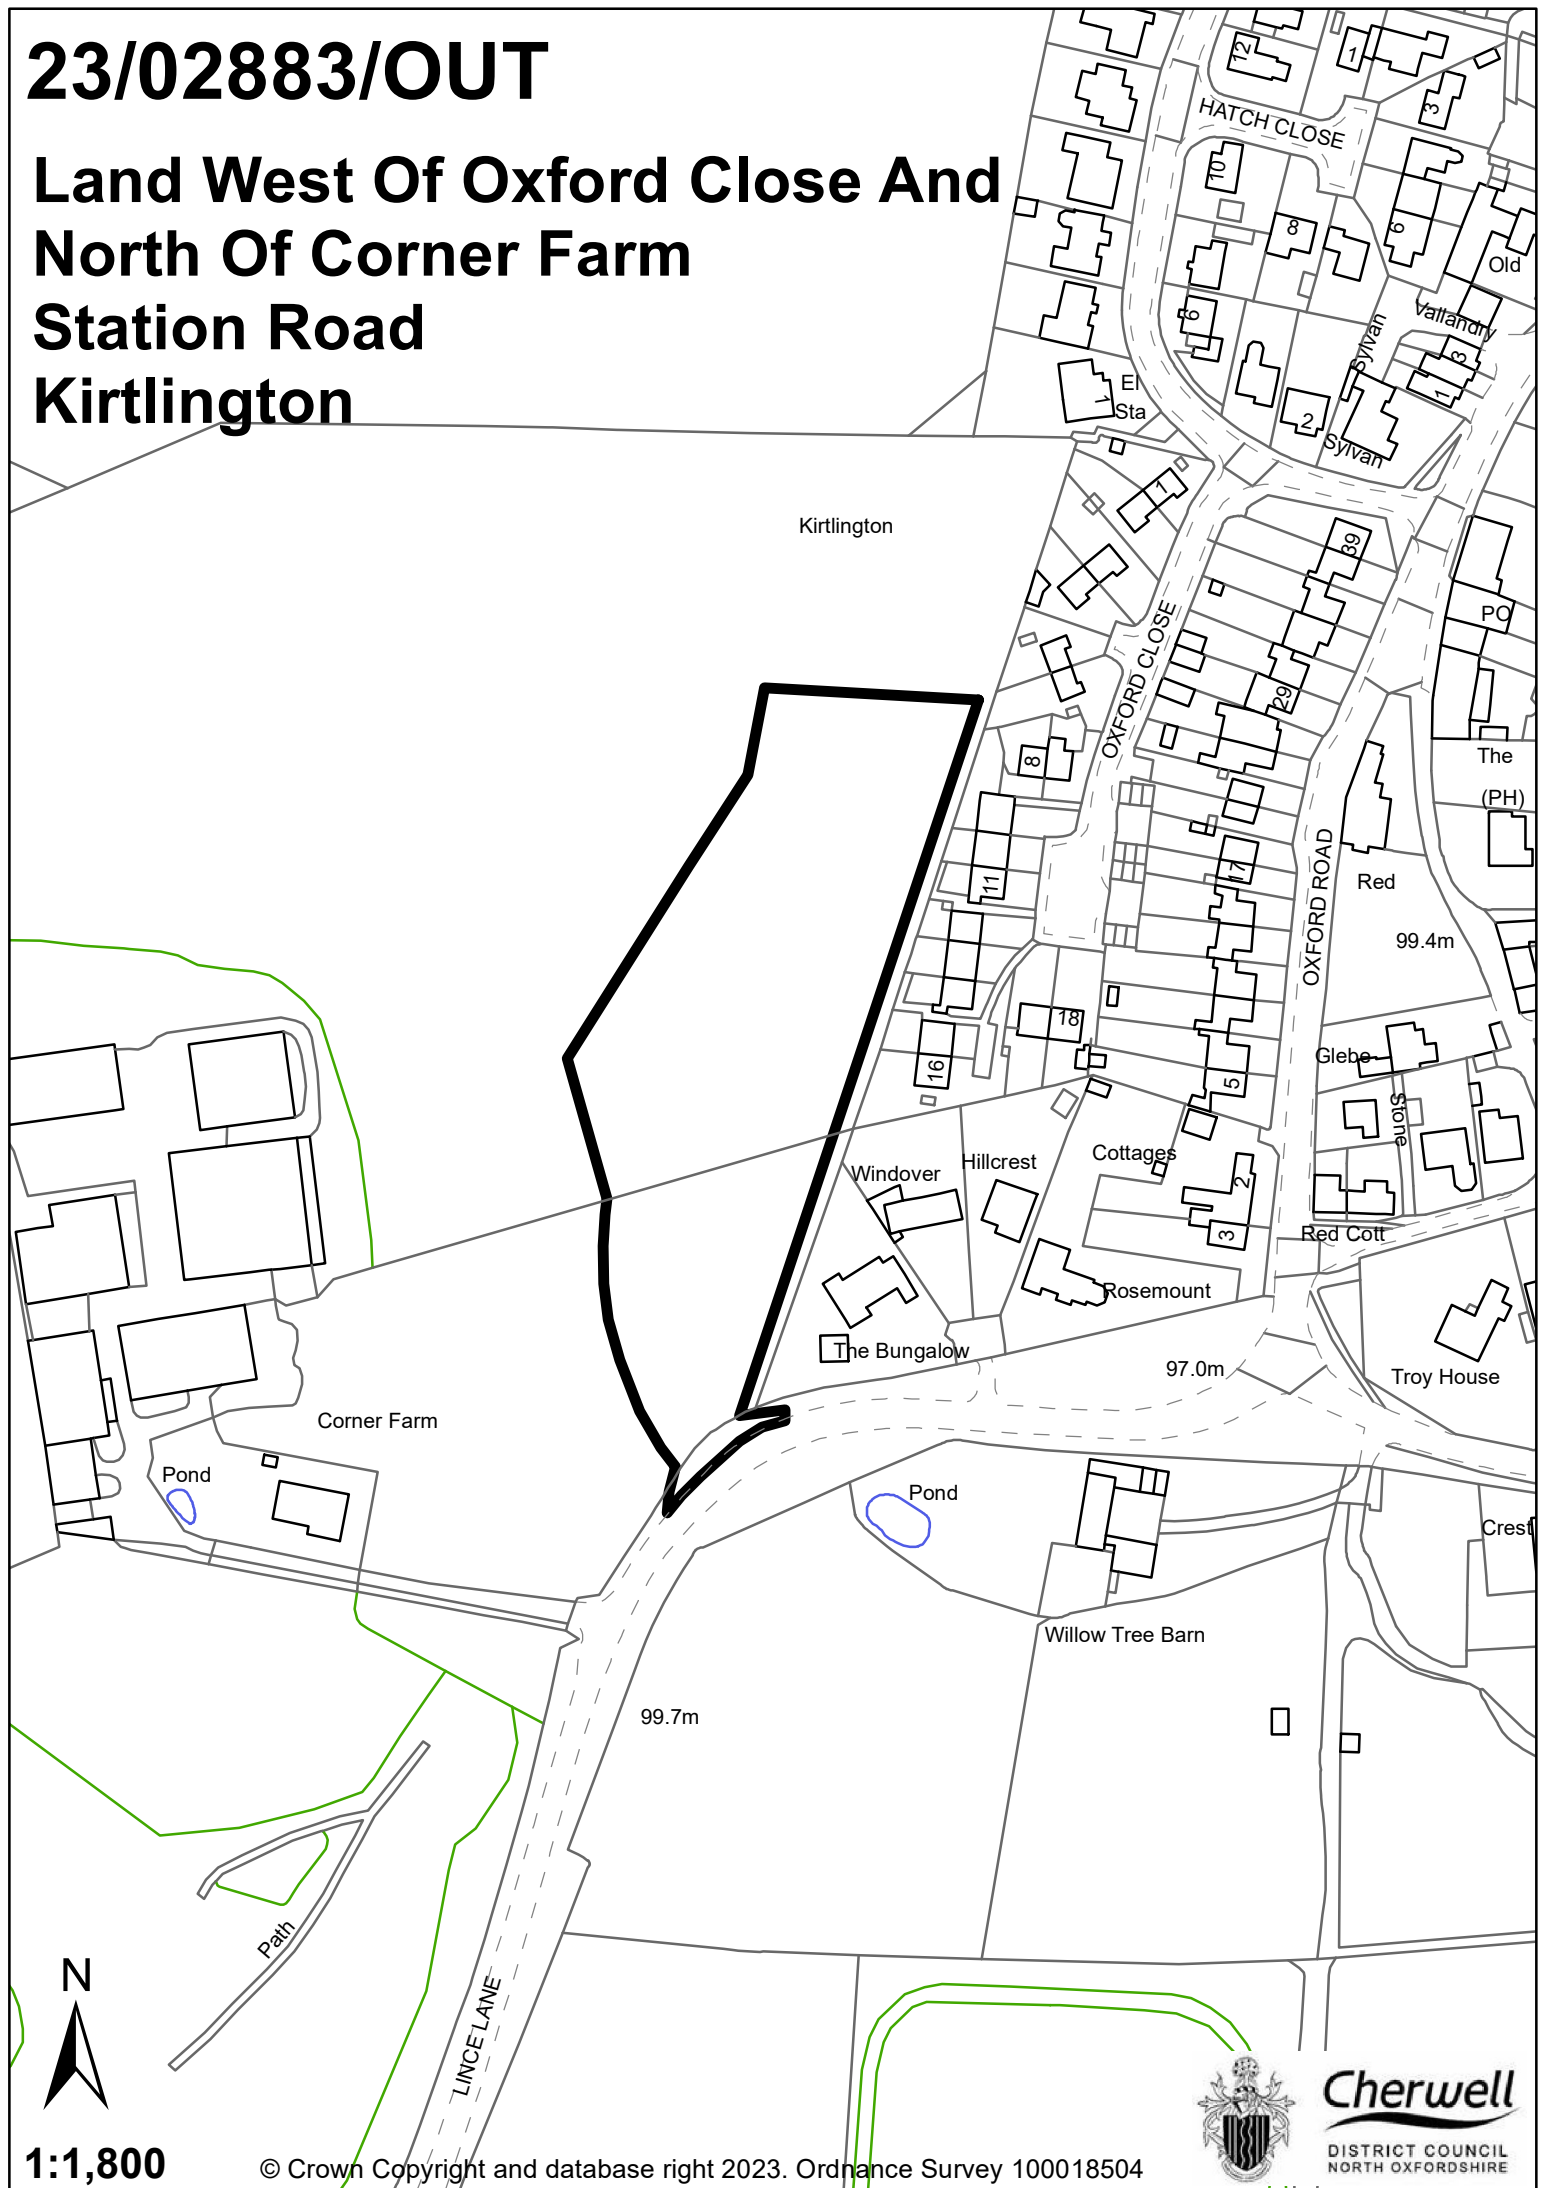 23/02883/OUT
Land West Of Oxford Close And
North Of Corner Farm
Station Road
Kirtlington
12
1
3
HATCH CLOSE
10
8
6
Old
6
Vallandry
Sylvan
3
1
El
Sta
1
2
Sylvan
1
Kirtlington
39
OXFORD CLOSE
PO
29
The
8
(PH)
17
11
Red
OXFORD ROAD
99.4m
18
Glebe
16
5
Stone
Cottages
Hillcrest
Windover
2
3
Red Cott
Rosemount
The Bungalow
97.0m
Troy House
Corner Farm
Pond
Pond
Crest
Willow Tree Barn
99.7m
Path
N
LINCE LANE
1:1,800
© Crown Copyright and database right 2023. Ordnance Survey 100018504
Cherwell
DISTRICT COUNCIL
NORTH OXFORDSHIRE